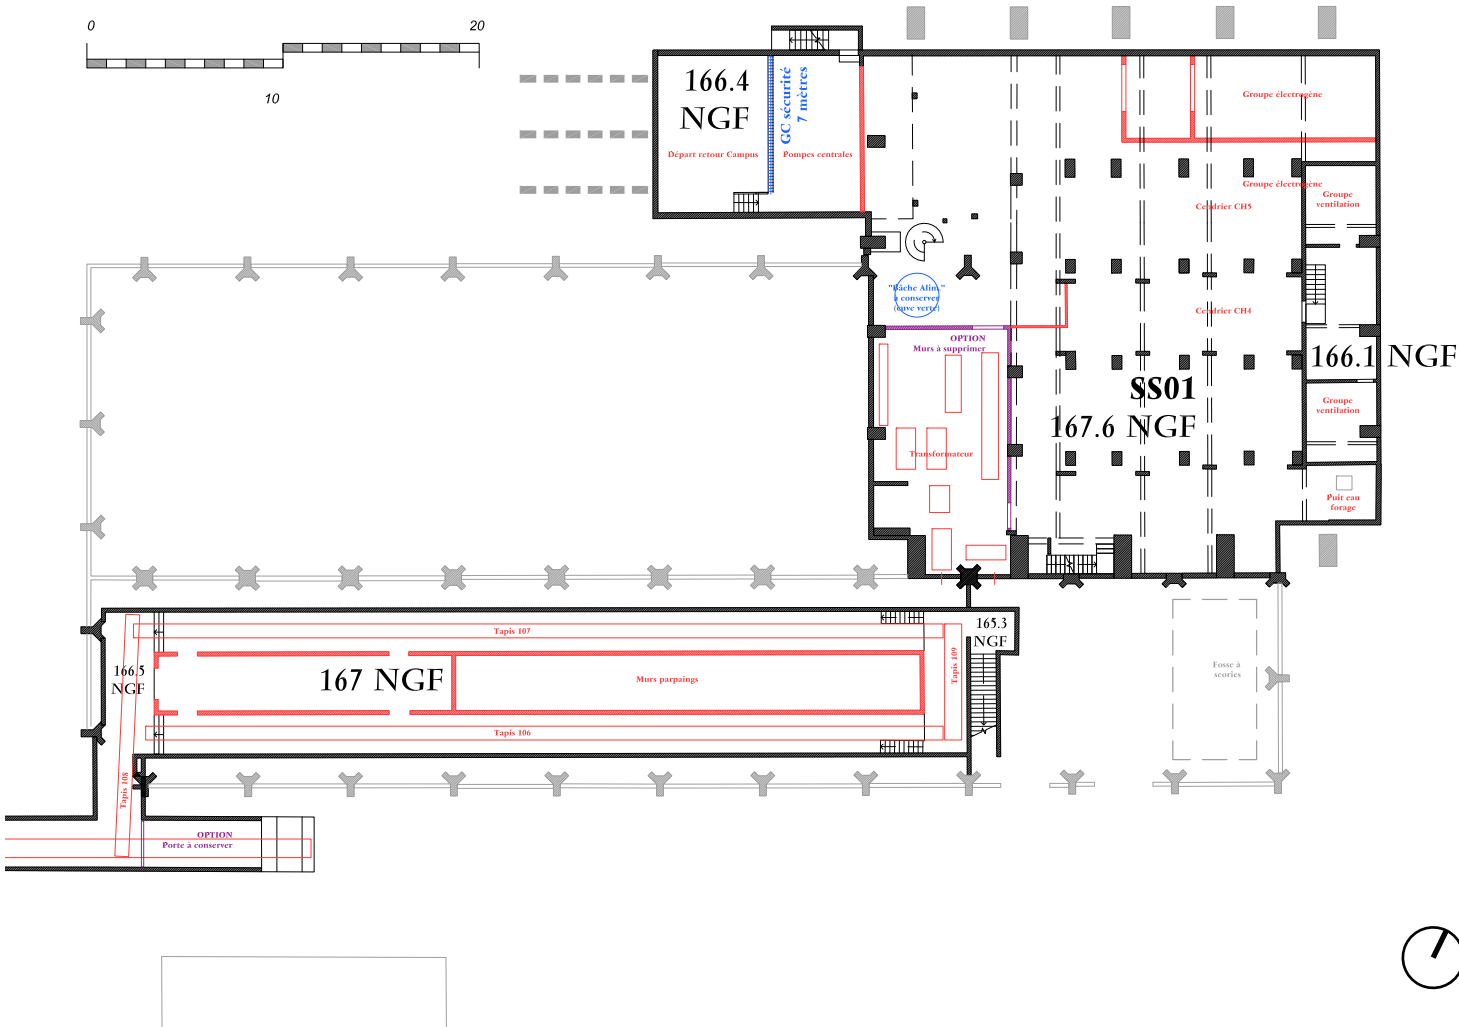 0
20
10
166.4
NGF
GC sécurité
7 mètres
Départ retour Campus
Pompes centrales
Groupe électrogène
Groupe électrogène
Groupe
ventilation
Cendrier CH5
"Bâche Alim."
à conserver
(cuve verte)
Cendrier CH4
OPTION
Murs à supprimer
166.1 NGF
SS01
167.6 NGF
Groupe
ventilation
Transformateur
Puit eau
forage
165.3
NGF
Tapis 107
Tapis 109
166.5
NGF
167 NGF
Murs parpaings
Fosse à
scories
Tapis 106
Tapis 108
OPTION
Porte à conserver